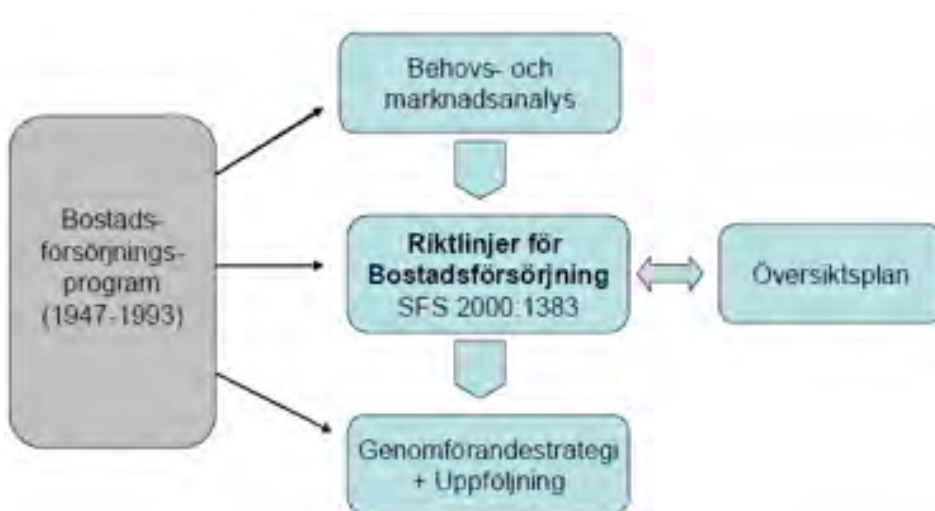 Behovs- och
marknadsanalys
Bostads-
försörjnings-
program
(1947-1993)
Riktlinjer för
Bostadsförsörjning
SFS 2000:1383
Översiktsplan
Genomförandestrategi
+ Uppföljning